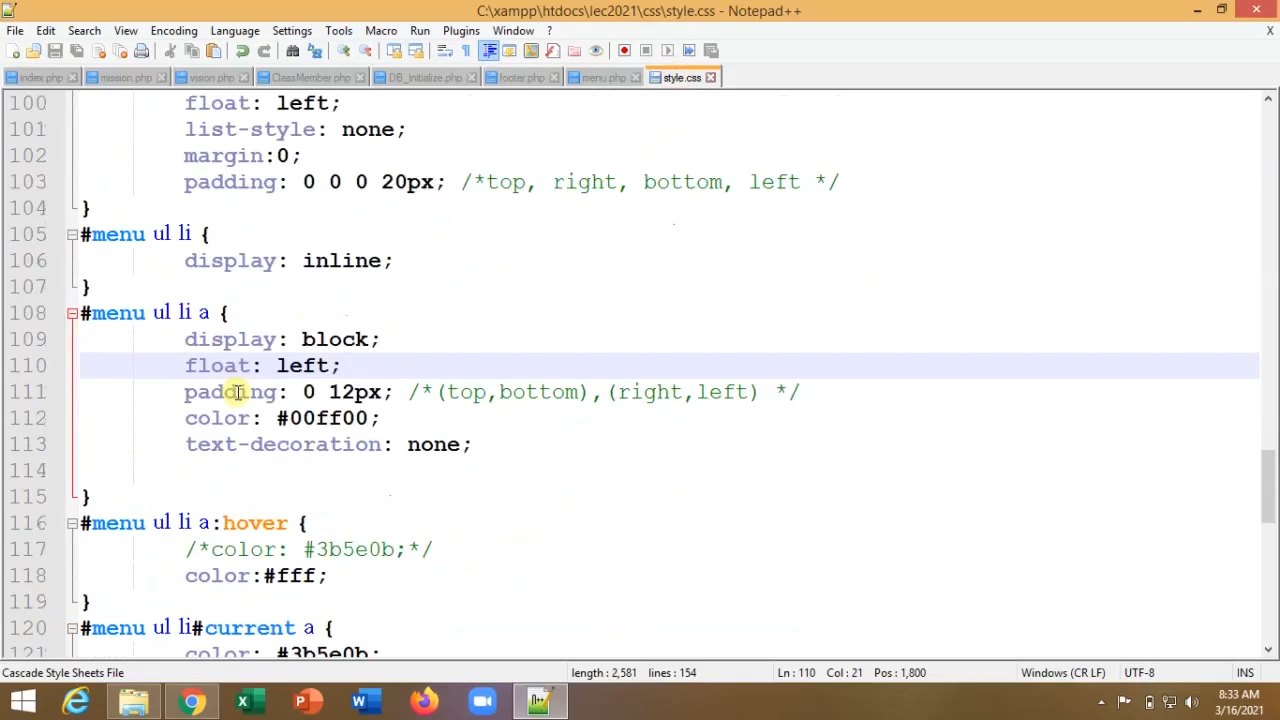 C:\xampp\htdocs\lec2021\css\style.css - Notepad++
File Edit Search View Encoding Language Settings Tools Macro Run Plugins Window ? X
index.php mission.php vision.php ClassMember.php DB_Initialize.php footer.php menu.php style.css
100 float: left;
101 list-style: none;
102 margin:0;
103 padding: 0 0 0 20px; /*top, right, bottom, left */
104 }
105 #menu ul li {
106 display: inline;
107 }
108 #menu ul li a {
109 display: block;
110 float: left;
111 padding: 0 12px; /*(top,bottom),(right,left) */
112 color: #00ff00;
113 text-decoration: none;
114
115 }
116 #menu ul li a:hover {
117 /*color: #3b5e0b;*/
118 color:#fff;
119 }
120 #menu ul li#current a {
121 color: #3b5e0b;
Cascade Style Sheets File length : 2,581 lines : 154 Ln : 110 Col : 21 Pos : 1,800 Windows (CR LF) UTF-8 INS
8:33 AM
3/16/2021